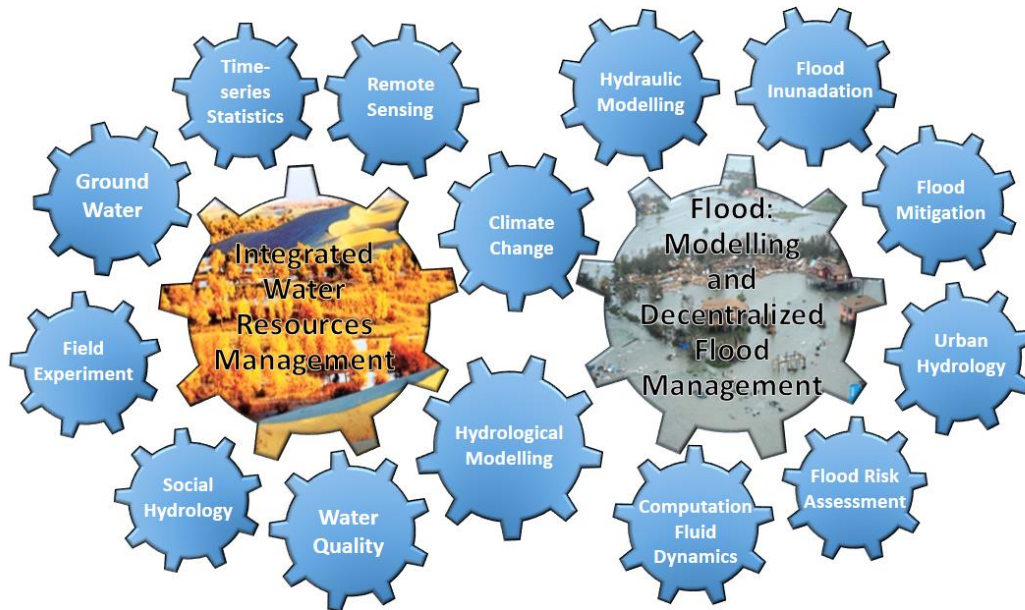 Time-
series
Statistics
Remote
Sensing
Hydraulic
Modelling
Flood
Inunadation
Ground
Water
Climate
Change
Flood
Mitigation
Integrated
Water
Resources
Management
Flood:
Modelling
and
Decentralized
Flood
Management
Field
Experiment
Urban
Hydrology
Hydrological
Modelling
Social
Hydrology
Water
Quality
Computation
Fluid
Dynamics
Flood Risk
Assessment